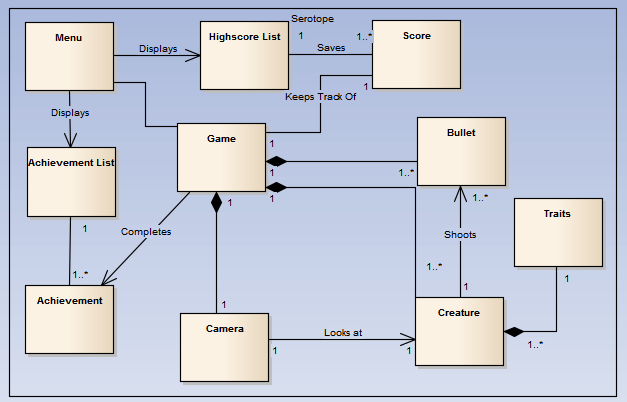 Serotope
Menu
Displays
Highscore List
1
Saves
1..*
Score
Displays
Keeps Track Of
1
Game
1
1
1..*
Bullet
Achievement List
1
1
1..*
Shoots
Traits
1
Completes
1
1..*
1..*
1
1
Achievement
1
Camera
1
Looks at
1
Creature
1..*